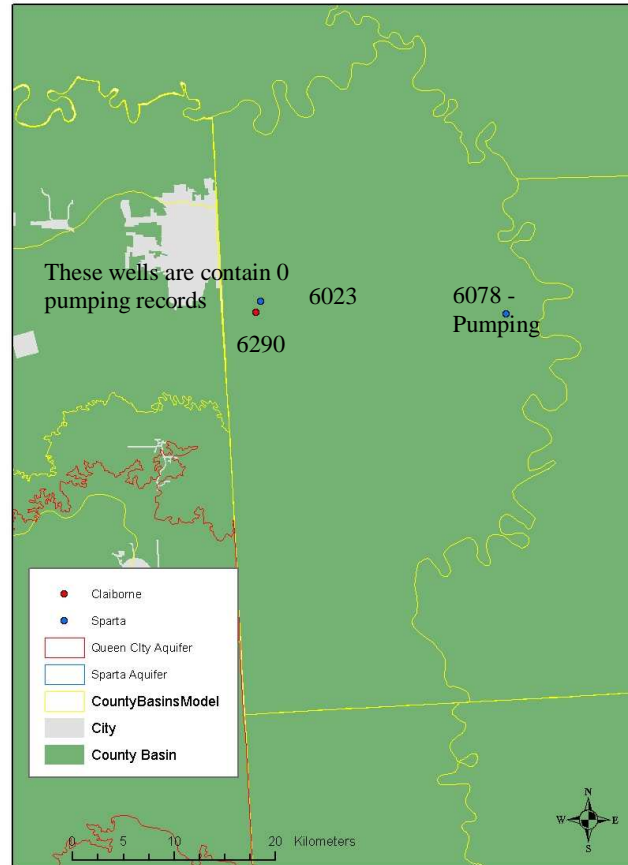 These wells are contain 0
pumping records
6023
6078 -
Pumping
6290
Claiborne
Sparta
Queen CIty Aquifer
Sparta Aquifer
CountyBasinsModel
City
County Basin
0 5 10 20 Kilometers
N
W E
S